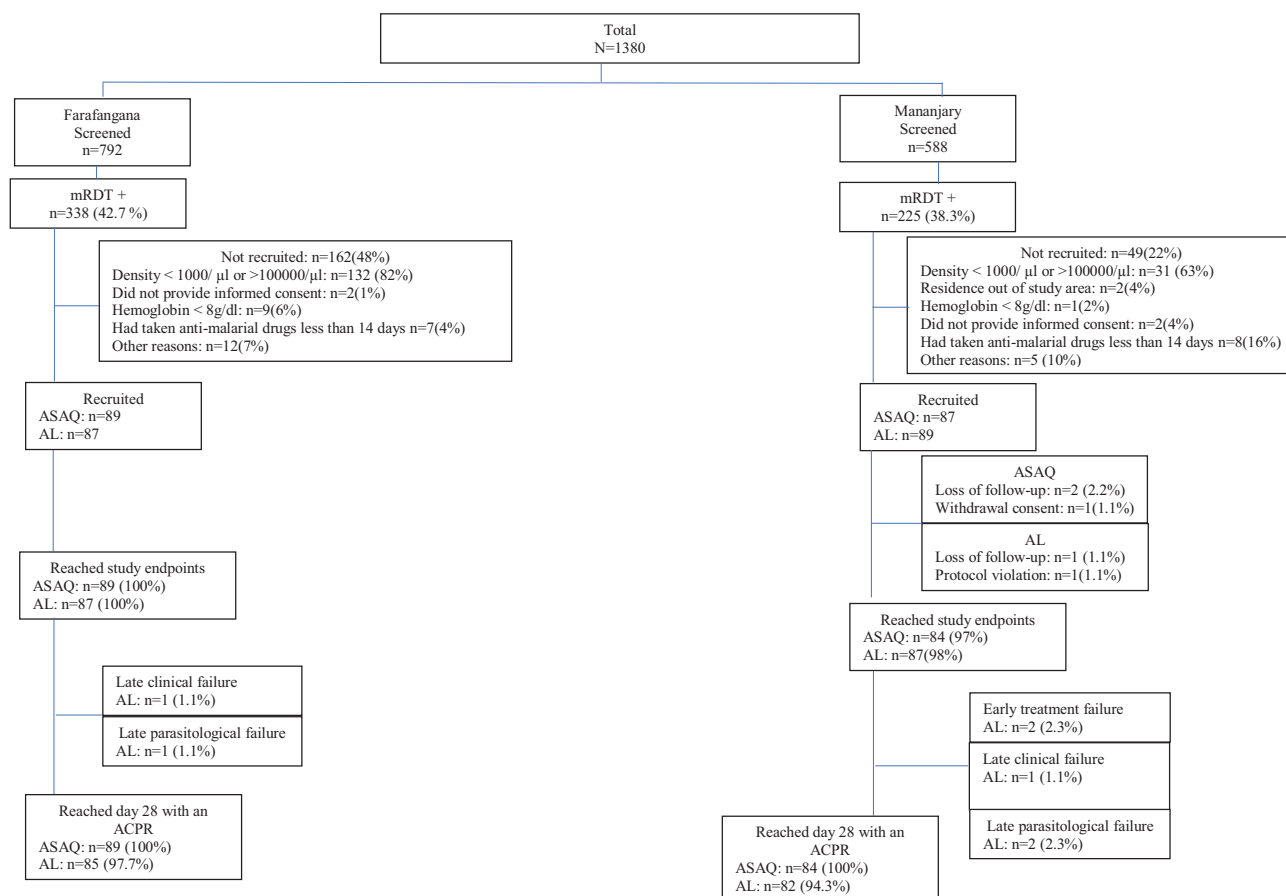 Total
N=1380
Farafangana
Screened
n=792
mRDT +
n=338 (42.7 %)
Not recruited: n=162(48%)
Density < 1000/ µl or >100000/µl: n=132 (82%)
Did not provide informed consent: n=2(1%)
Hemoglobin < 8g/dl: n=9(6%)
Had taken anti-malarial drugs less than 14 days n=7(4%)
Other reasons: n=12(7%)
Recruited
ASAQ: n=89
AL: n=87
Reached study endpoints
ASAQ: n=89 (100%)
AL: n=87 (100%)
Late clinical failure
AL: n=1 (1.1%)
Late parasitological failure
AL: n=1 (1.1%)
Reached day 28 with an
ACPR
ASAQ: n=89 (100%)
AL: n=85 (97.7%)
Mananjary
Screened
n=588
mRDT +
n=225 (38.3%)
Not recruited: n=49(22%)
Density < 1000/ µl or >100000/µl: n=31 (63%)
Residence out of study area: n=2(4%)
Hemoglobin < 8g/dl: n=1(2%)
Did not provide informed consent: n=2(4%)
Had taken anti-malarial drugs less than 14 days n=8(16%)
Other reasons: n=5 (10%)
Recruited
ASAQ: n=87
AL: n=89
ASAQ
Loss of follow-up: n=2 (2.2%)
Withdrawal consent: n=1(1.1%)
AL
Loss of follow-up: n=1 (1.1%)
Protocol violation: n=1(1.1%)
Reached study endpoints
ASAQ: n=84 (97%)
AL: n=87(98%)
Early treatment failure
AL: n=2 (2.3%)
Late clinical failure
AL: n=1 (1.1%)
Late parasitological failure
AL: n=2 (2.3%)
Reached day 28 with an
ACPR
ASAQ: n=84 (100%)
AL: n=82 (94.3%)